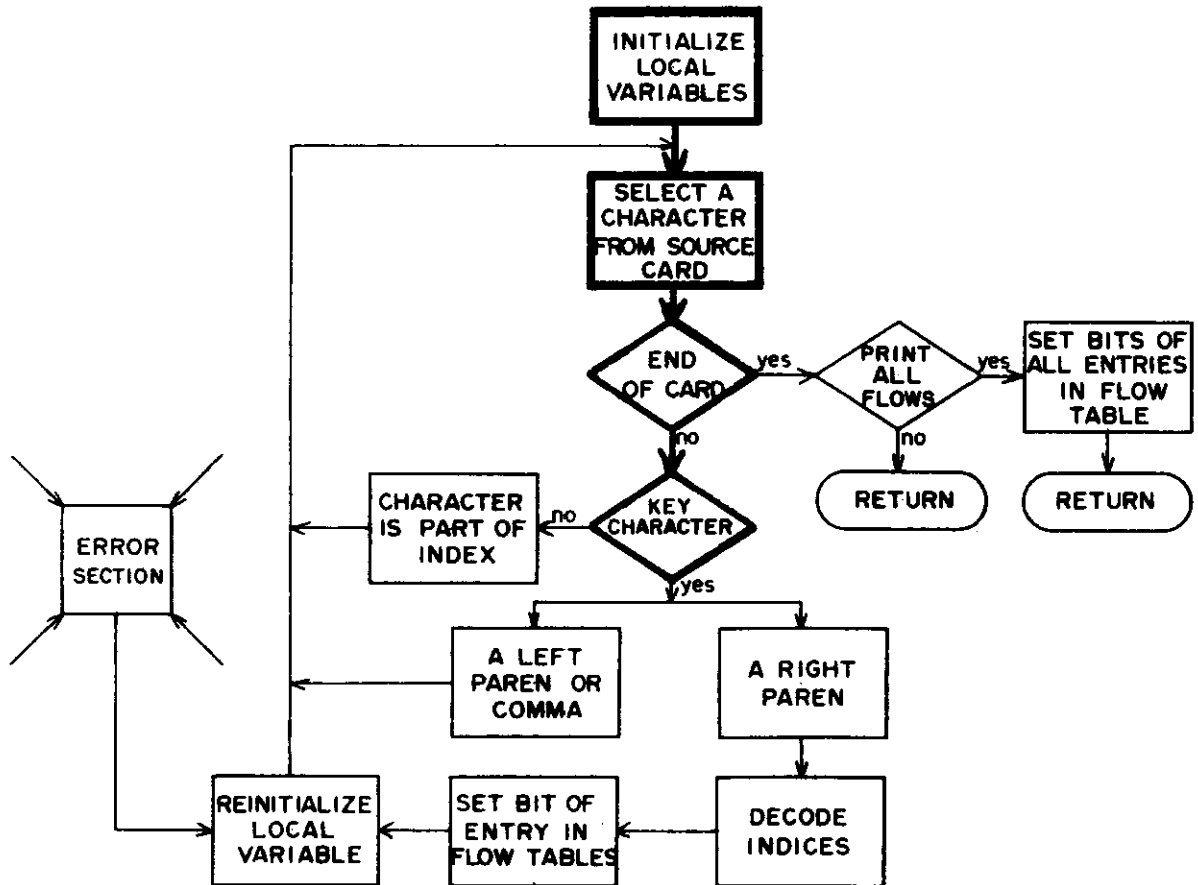 INITIALIZE
LOCAL
VARIABLES
SELECT A
CHARACTER
FROM SOURCE
CARD
END
OF CARD
yes
PRINT
ALL
FLOWS
yes
SET BITS OF
ALL ENTRIES
IN FLOW
TABLE
no
no
RETURN
RETURN
KEY
CHARACTER
no
CHARACTER
IS PART OF
INDEX
ERROR
SECTION
yes
A LEFT
PAREN OR
COMMA
A RIGHT
PAREN
REINITIALIZE
LOCAL
VARIABLE
SET BIT OF
ENTRY IN
FLOW TABLES
DECODE
INDICES